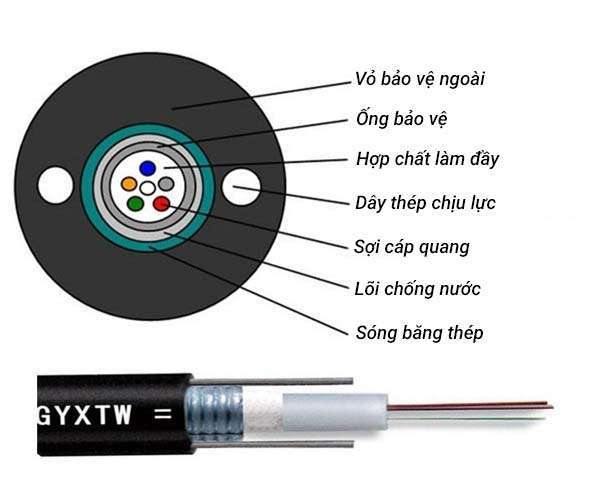 Vỏ bảo vệ ngoài
Ống bảo vệ
Hợp chất làm đầy
Dây thép chịu lực
Sợi cáp quang
Lõi chống nước
Sóng băng thép
GYXTW =